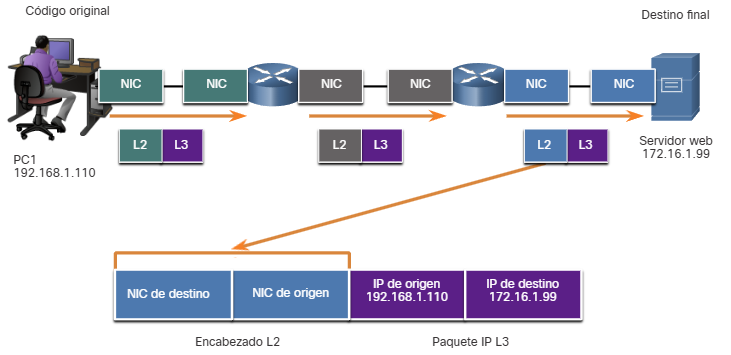 Código original
Destino final
NIC
NIC
NIC
NIC
NIC
NIC
L2
L3
L2
L3
L2
L3
PC1
192.168.1.110
Servidor web
172.16.1.99
NIC de destino
NIC de origen
IP de origen
192.168.1.110
IP de destino
172.16.1.99
Encabezado L2
Paquete IP L3